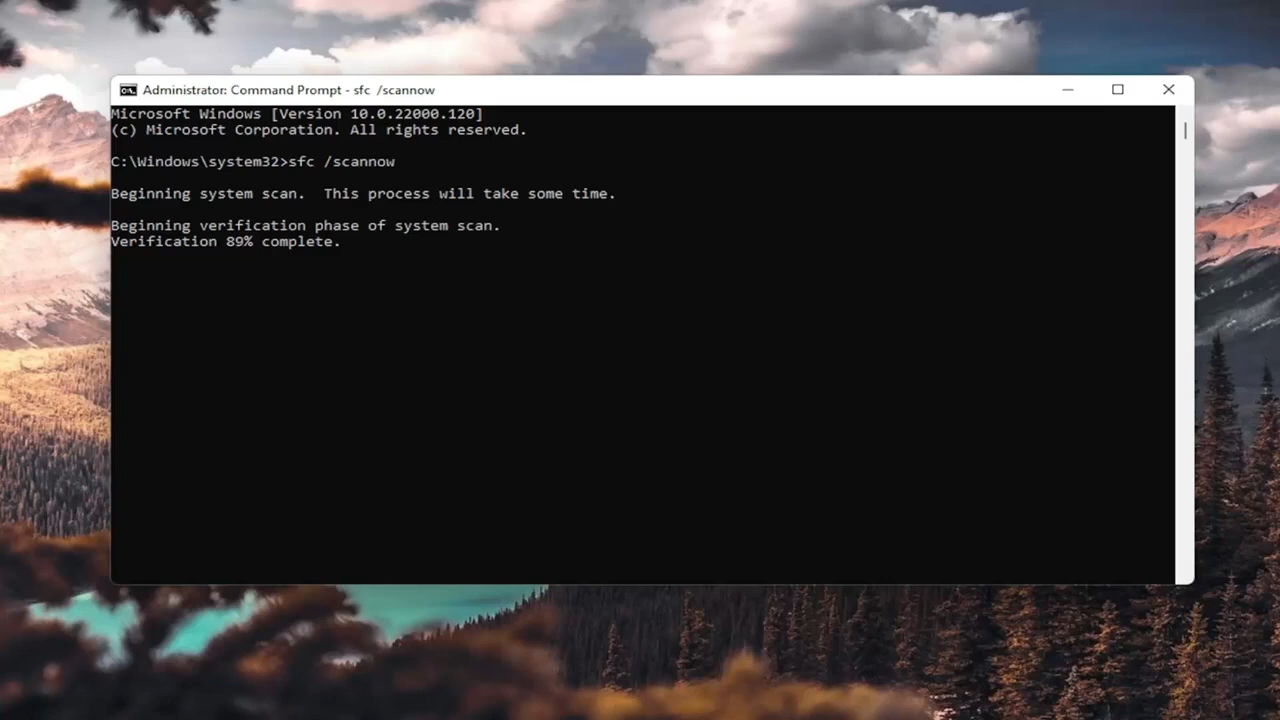 Administrator: Command Prompt - sfc  /scannow
Microsoft Windows [Version 10.0.22000.120]
(c) Microsoft Corporation. All rights reserved.
C:\Windows\system32>sfc /scannow
Beginning system scan.  This process will take some time.
Beginning verification phase of system scan.
Verification 89% complete.